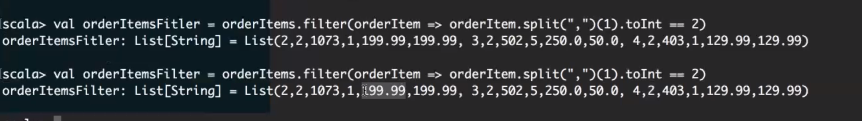 scala> val orderItemsFitler = orderItems.filter(orderItem => orderItem.split(",")(1).toInt == 2)
orderItemsFitler: List[String] = List(2,2,1073,1,199.99,199.99, 3,2,502,5,250.0,50.0, 4,2,403,1,129.99,129.99)
scala> val orderItemsFilter = orderItems.filter(orderItem => orderItem.split(",")(1).toInt == 2)
orderItemsFilter: List[String] = List(2,2,1073,1,199.99,199.99, 3,2,502,5,250.0,50.0, 4,2,403,1,129.99,129.99)